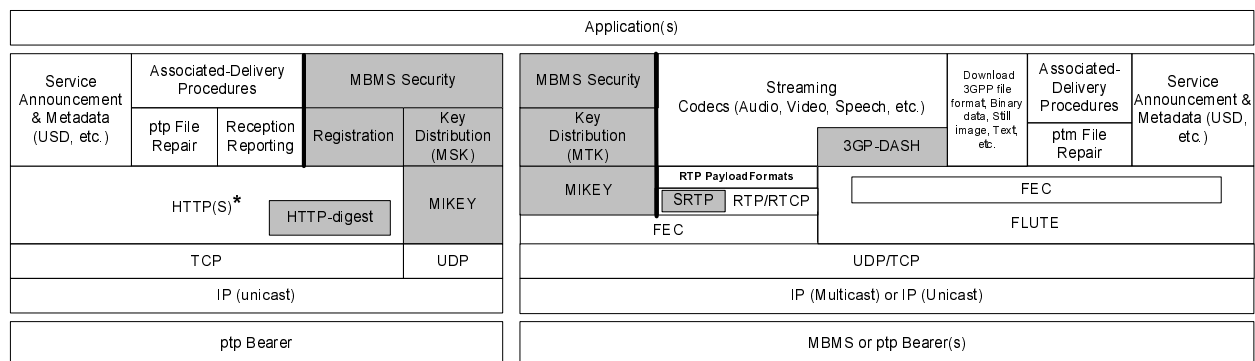 Application(s)
Service
Announcement
& Metadata
(USD, etc.)
Associated-Delivery
Procedures
ptp File
Repair
Reception
Reporting
MBMS Security
Registration
Key
Distribution
(MSK)
HTTP(S)*
HTTP-digest
MIKEY
TCP
UDP
IP (unicast)
ptp Bearer
MBMS Security
Key
Distribution
(MTK)
MIKEY
Streaming
Codecs (Audio, Video, Speech, etc.)
3GP-DASH
Download
3GPP file
format, Binary
data, Still
image, Text,
etc.
Associated-
Delivery
Procedures
ptm File
Repair
Service
Announcement &
Metadata (USD,
etc.)
RTP PayloadFormats
SRTP
RTP/RTCP
FEC
FEC
FLUTE
UDP/TCP
IP (Multicast) or IP (Unicast)
MBMS or ptp Bearer(s)